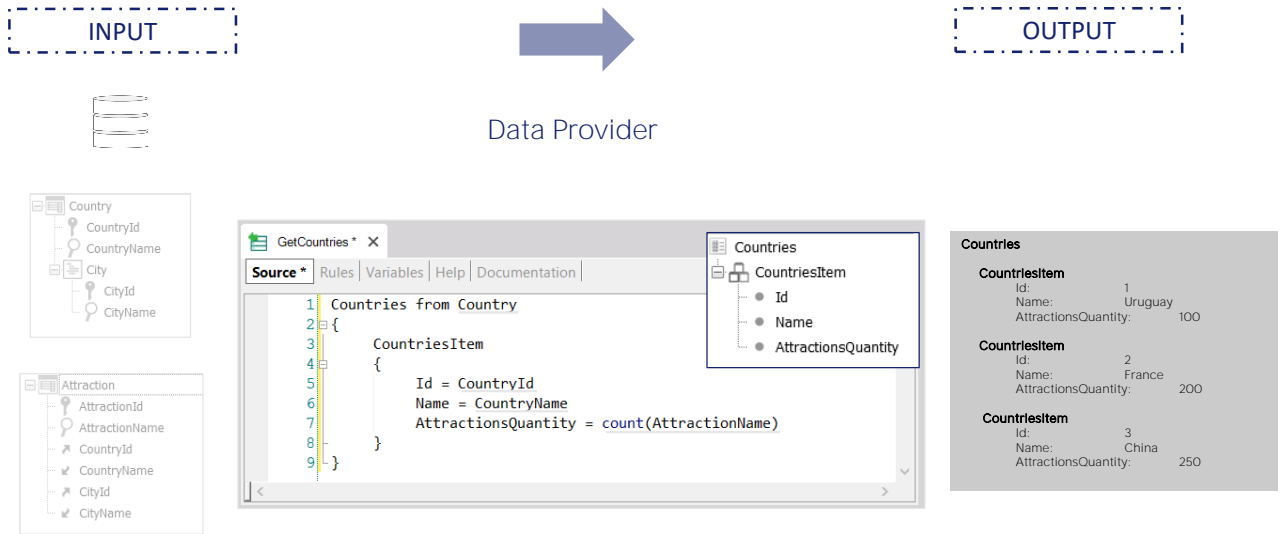 INPUT
OUTPUT
Data Provider
Country
CountryId
CountryName
City
CityId
CityName
Attraction
AttractionId
AttractionName
CountryId
CountryName
CityId
CityName
GetCountries * X
Source * Rules Variables Help Documentation
1 Countries from Country
2 {
3 CountriesItem
4 {
5 Id = CountryId
6 Name = CountryName
7 AttractionsQuantity = count(AttractionName)
8 }
9 }
Countries
CountriesItem
Id
Name
AttractionsQuantity
Countries
CountriesItem
Id: 1
Name: Uruguay
AttractionsQuantity: 100
CountriesItem
Id: 2
Name: France
AttractionsQuantity: 200
CountriesItem
Id: 3
Name: China
AttractionsQuantity: 250